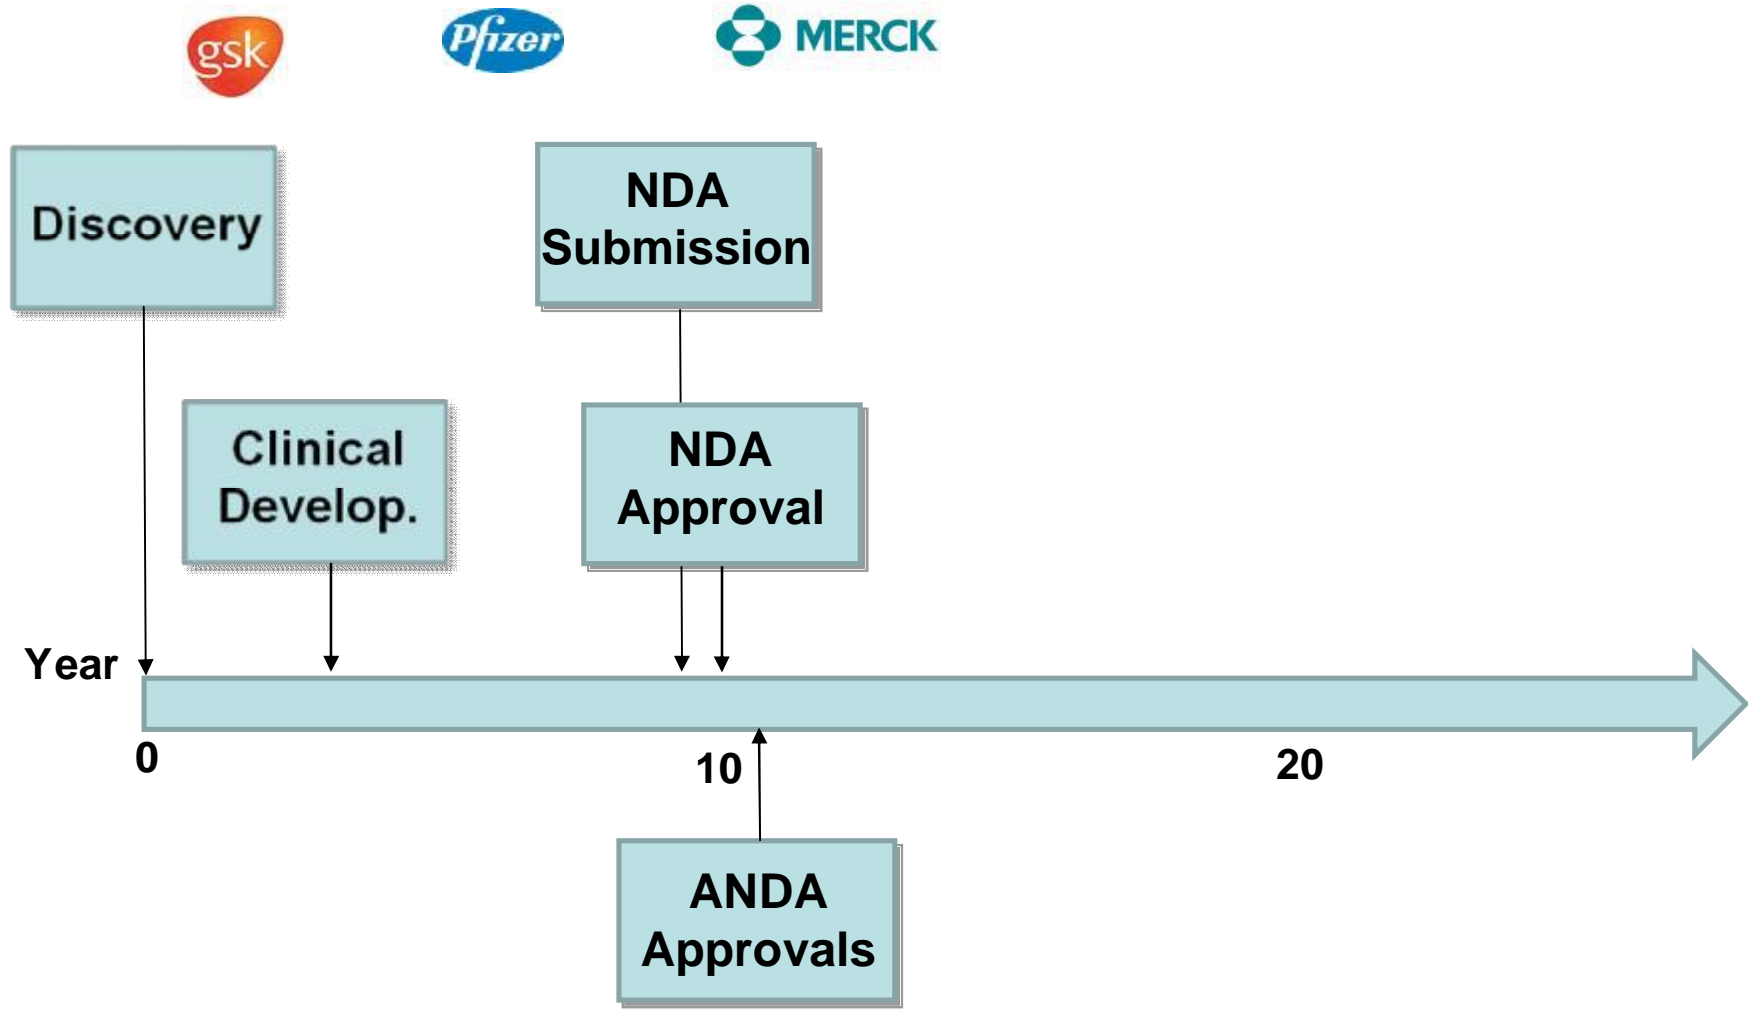 gsk
Pfizer
MERCK
Discovery
NDA
Submission
Clinical
Develop.
NDA
Approval
Year
0
10
20
ANDA
Approvals